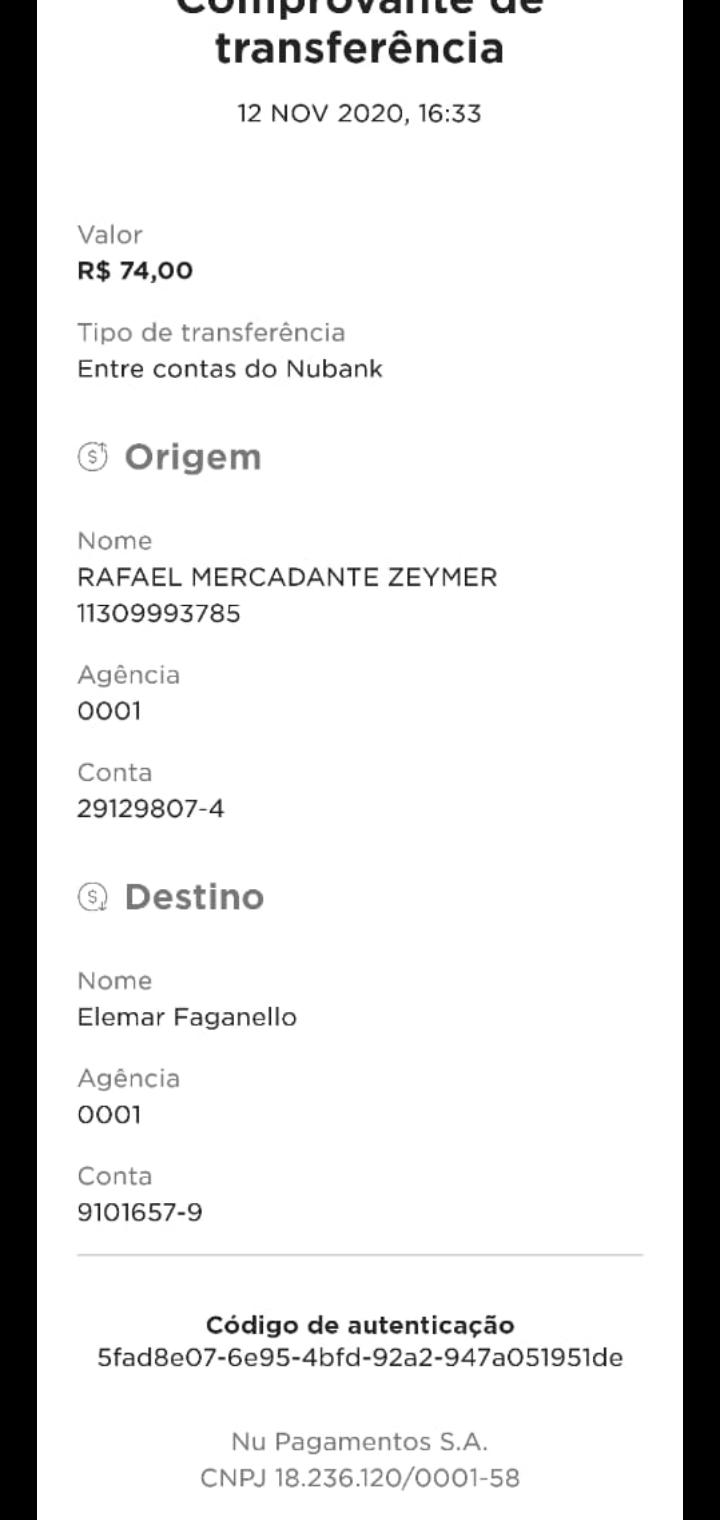 Comprovante de
transferência
12 NOV 2020, 16:33
Valor
R$ 74,00
Tipo de transferência
Entre contas do Nubank
Origem
Nome
RAFAEL MERCADANTE ZEYMER
11309993785
Agência
0001
Conta
29129807-4
Destino
Nome
Elemar Faganello
Agência
0001
Conta
9101657-9
Código de autenticação
5fad8e07-6e95-4bfd-92a2-947a051951de
Nu Pagamentos S.A.
CNPJ 18.236.120/0001-58